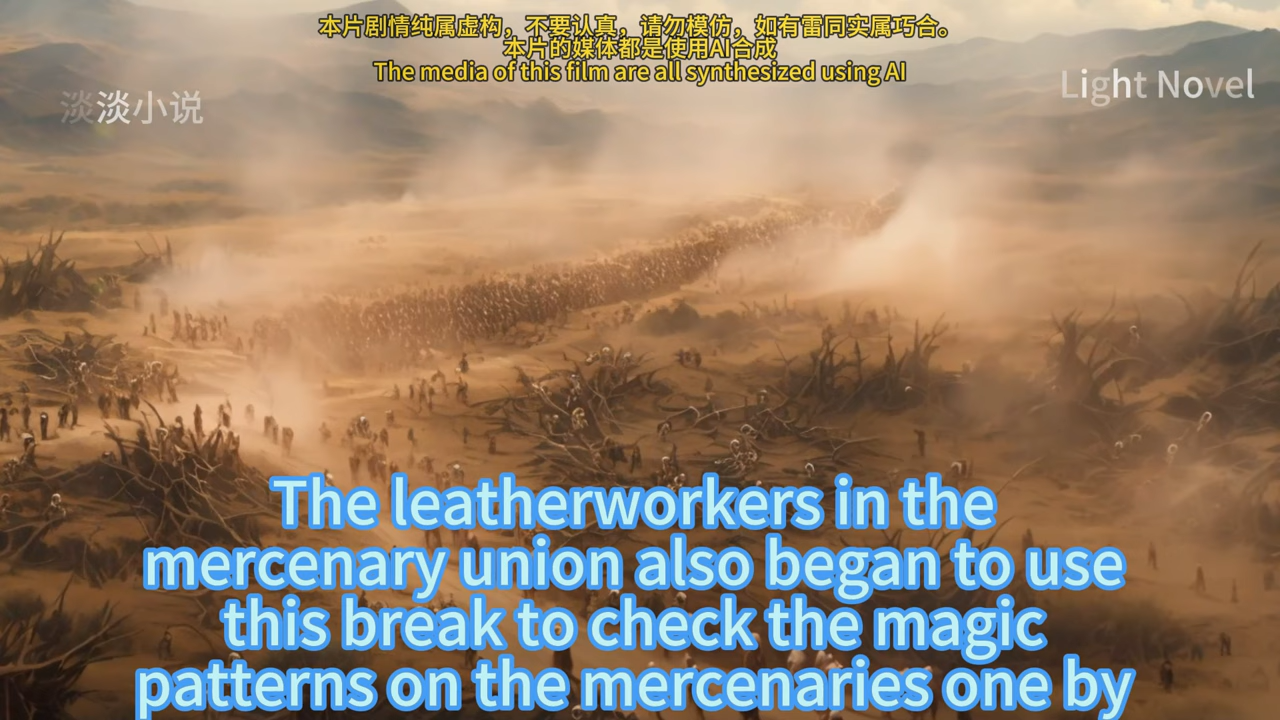 本片剧情纯属虚构，不要认真，请勿模仿，如有雷同实属巧合。
本片的媒体都是使用AI合成
The media of this film are all synthesized using AI
Light Novel
淡淡小说
The leatherworkers in the
mercenary union also began to use
this break to check the magic
patterns on the mercenaries one by